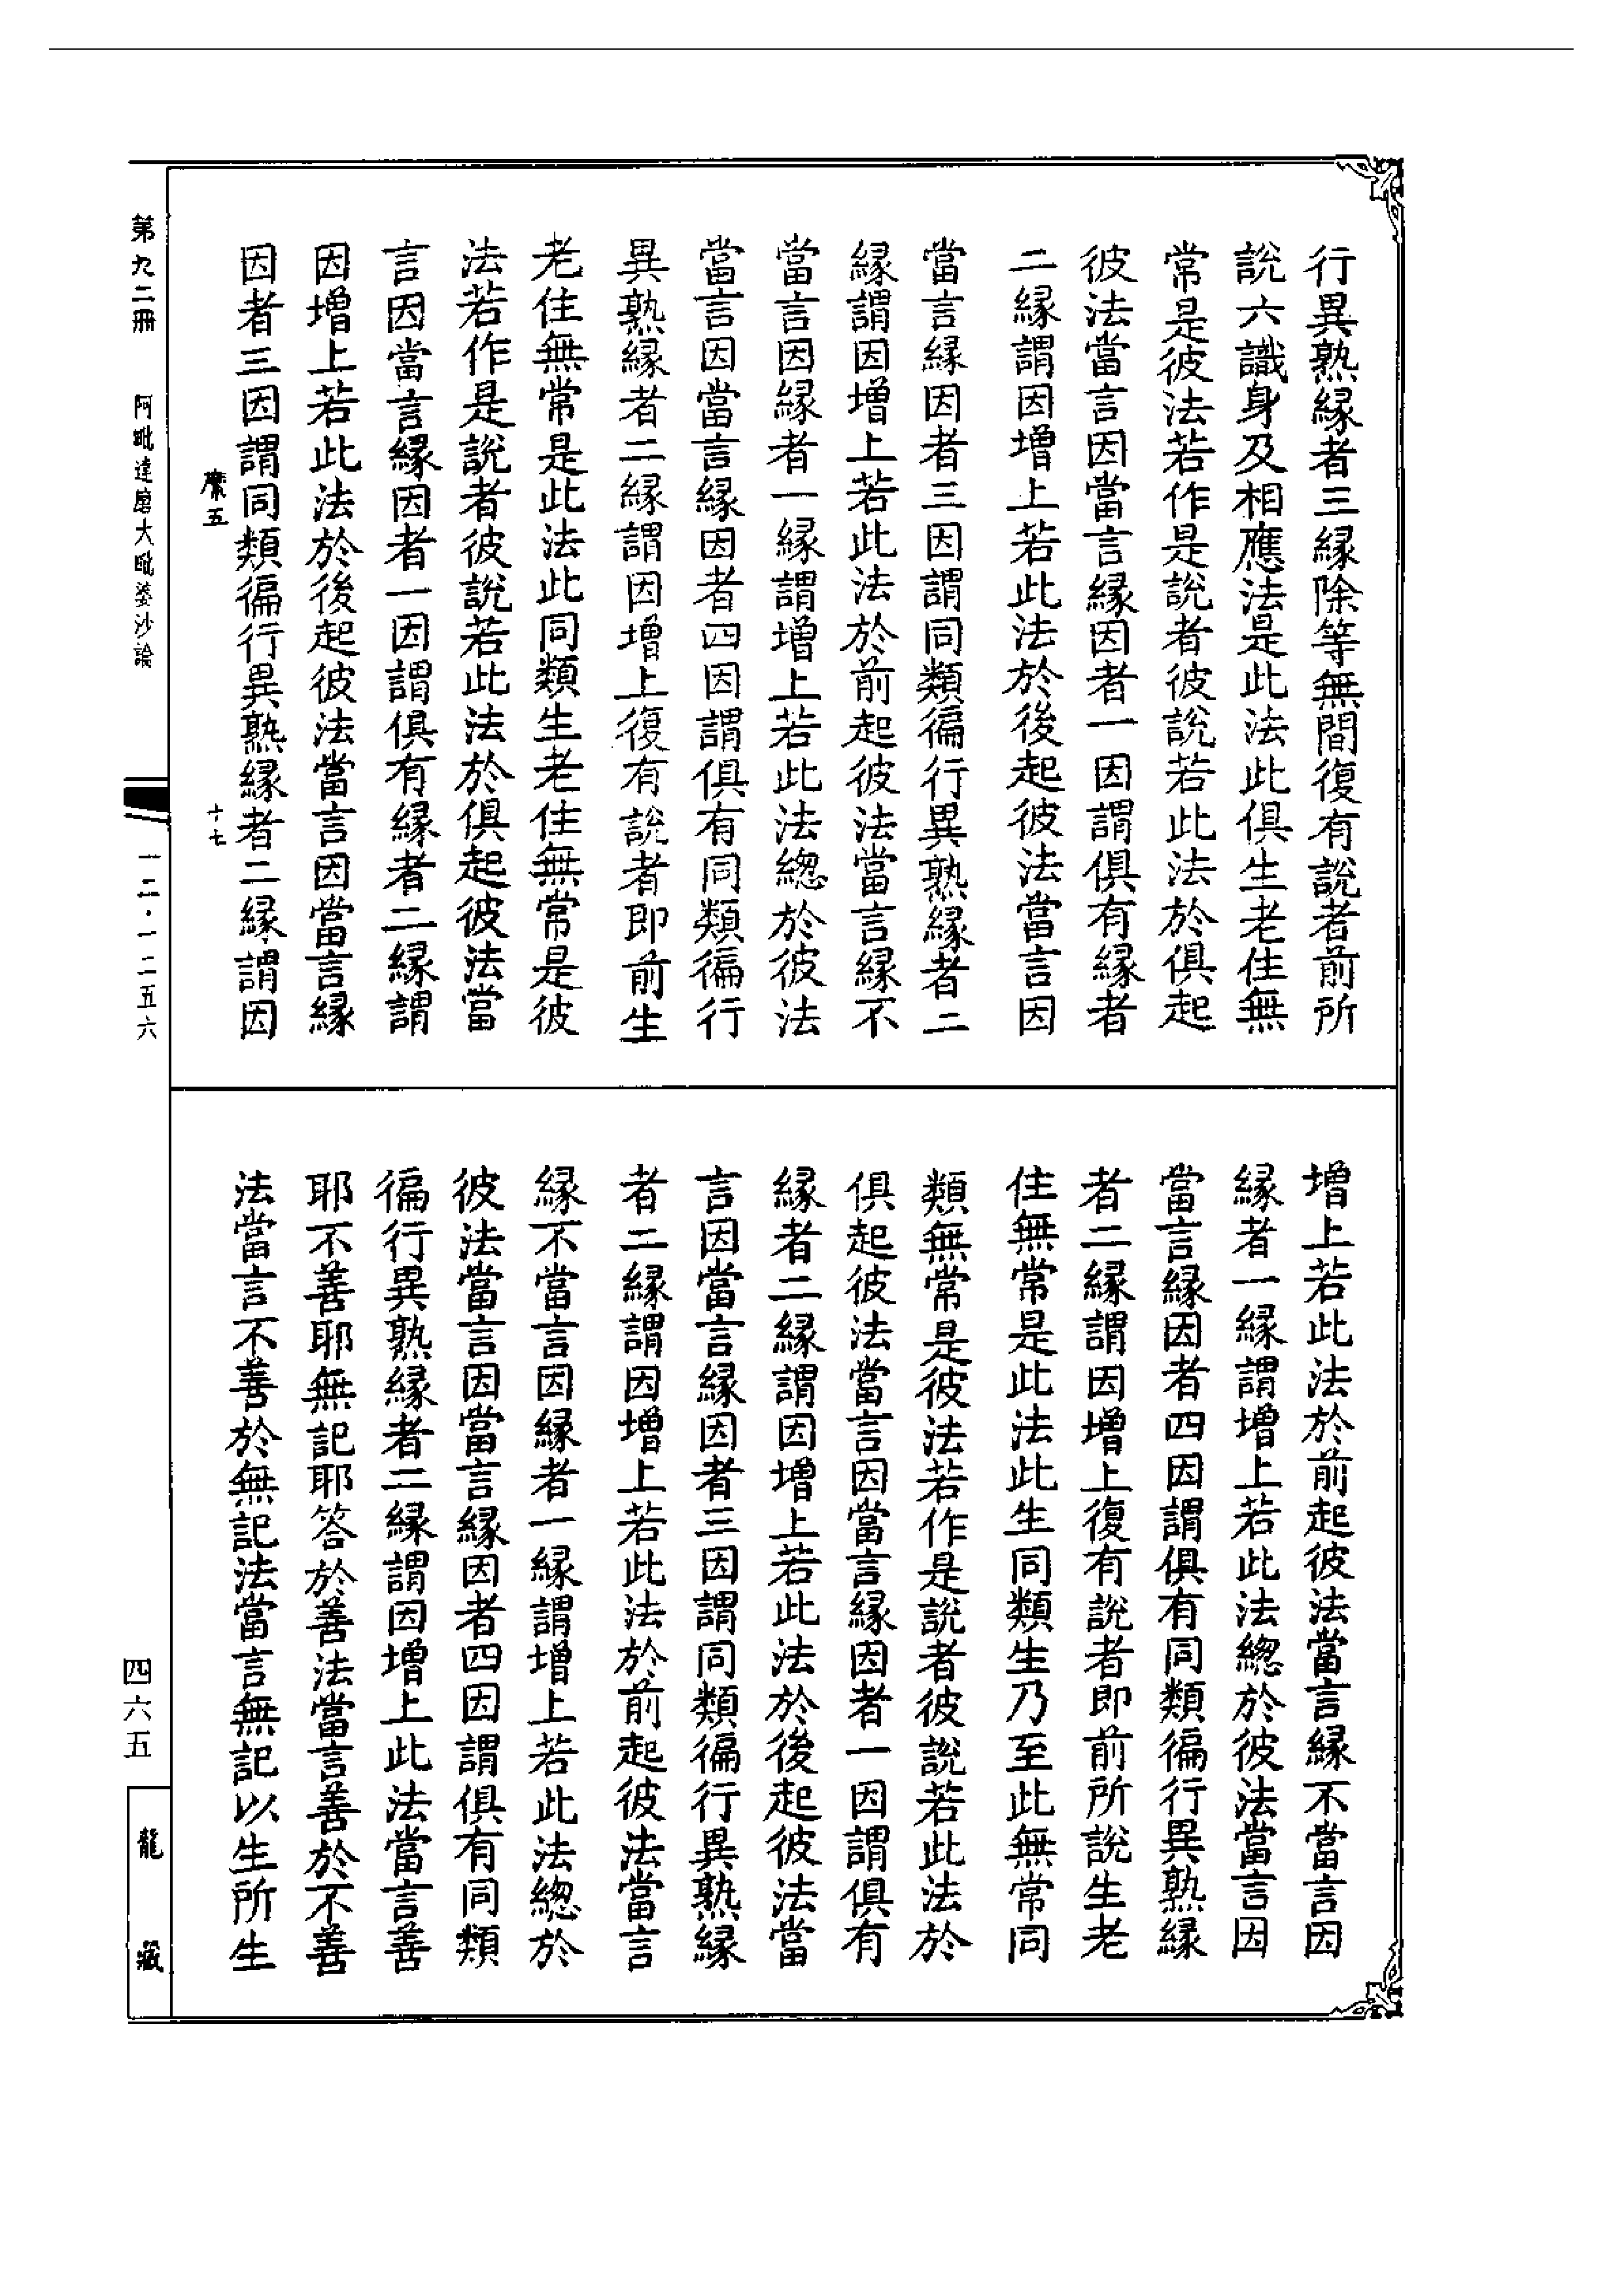 行異熟緣者三緣除等無間復有說者前所
說六識身及相應法是此法此俱生老住無
常是彼法若作是說者彼說若此法於俱起
彼法當言因當言緣因者一因謂俱有緣者
二緣謂因增上若此法於後起彼法當言因
當言緣因者三因謂同類徧行異熟緣者二
緣謂因增上若此法於前起彼法當言緣不
當言因緣者一緣謂增上若此法總於彼法
當言因當言緣因者四因謂俱有同類徧行
異熟緣者二緣謂因增上復有說者即前生
老住無常是此法此同類生老住無常是彼
法若作是說者彼說若此法於俱起彼法當
言因當言緣因者一因謂俱有緣者二緣謂
因增上若此法於後起彼法當言因當言緣
因者三因謂同類徧行異熟緣者二緣謂因
增上若此法於前起彼法當言緣不當言因
緣者一緣謂增上若此法總於彼法當言因
當言緣因者四因謂俱有同類徧行異熟緣
者二緣謂因增上復有說者即前所說生老
住無常是此法此生同類生乃至此無常同
類無常是彼法若作是說者彼說若此法於
俱起彼法當言因當言緣因者一因謂俱有
緣者二緣謂因增上若此法於後起彼法當
言因當言緣因者三因謂同類徧行異熟緣
者二緣謂因增上若此法於前起彼法當言
緣不當言因緣者一緣謂增上若此法總於
彼法當言因當言緣因者四因謂俱有同類
徧行異熟緣者二緣謂因增上此法當言善
耶不善耶無記耶答於善法當言善於不善
法當言不善於無記法當言無記以生所生
五 十七
第九二冊 阿毗達磨大毗婆沙論 一二·一二五六 四六五
龍藏